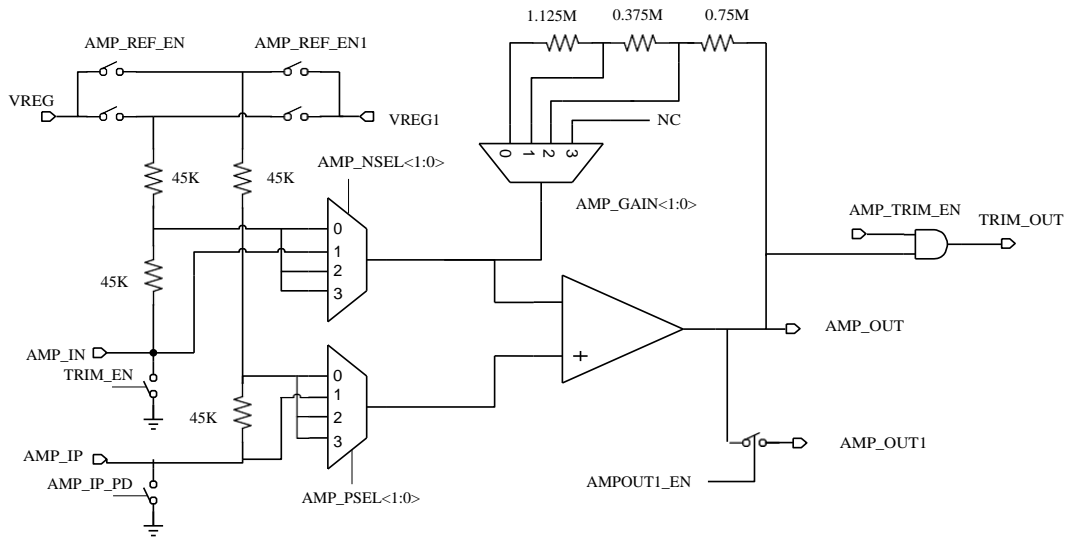 1.125M 0.375M 0.75M
AMP_REF_EN AMP_REF_EN1
VREG VREG1
NC
0 1 2 3
AMP_NSEL<1:0>
45K 45K
AMP_GAIN<1:0>
AMP_TRIM_EN TRIM_OUT
0
1
2
3
45K
AMP_IN
AMP_OUT
TRIM_EN
0
1
2
3
45K
+
AMP_IP
AMP_OUT1
AMP_IP_PD
AMPOUT1_EN
AMP_PSEL<1:0>